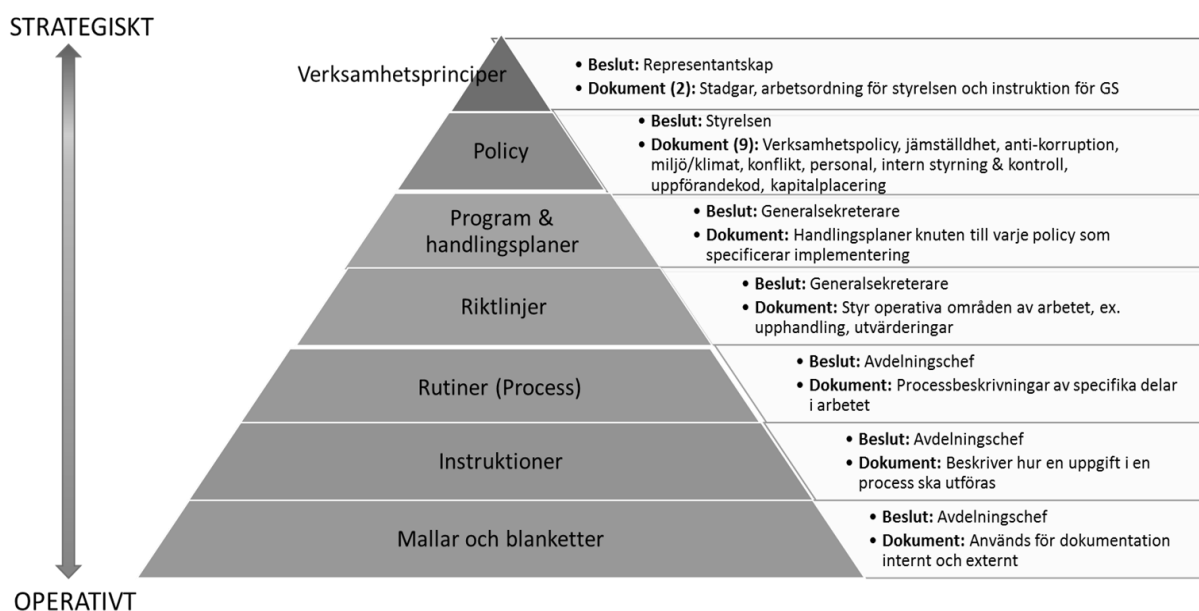 STRATEGISKT
Verksamhetsprinciper
• Beslut: Representantskap
• Dokument (2): Stadgar, arbetsordning för styrelsen och instruktion för GS
Policy
• Beslut: Styrelsen
• Dokument (9): Verksamhetspolicy, jämställdhet, anti-korruption,
miljö/klimat, konflikt, personal, intern styrning & kontroll,
uppförandekod, kapitalplacering
Program &
handlingsplaner
• Beslut: Generalsekreterare
• Dokument: Handlingsplaner knuten till varje policy som
specificerar implementering
Riktlinjer
• Beslut: Generalsekreterare
• Dokument: Styr operativa områden av arbetet, ex.
upphandling, utvärderingar
Rutiner (Process)
• Beslut: Avdelningschef
• Dokument: Processbeskrivningar av specifika delar
i arbetet
Instruktioner
• Beslut: Avdelningschef
• Dokument: Beskriver hur en uppgift i en
process ska utföras
Mallar och blanketter
• Beslut: Avdelningschef
• Dokument: Används för dokumentation
internt och externt
OPERATIVT